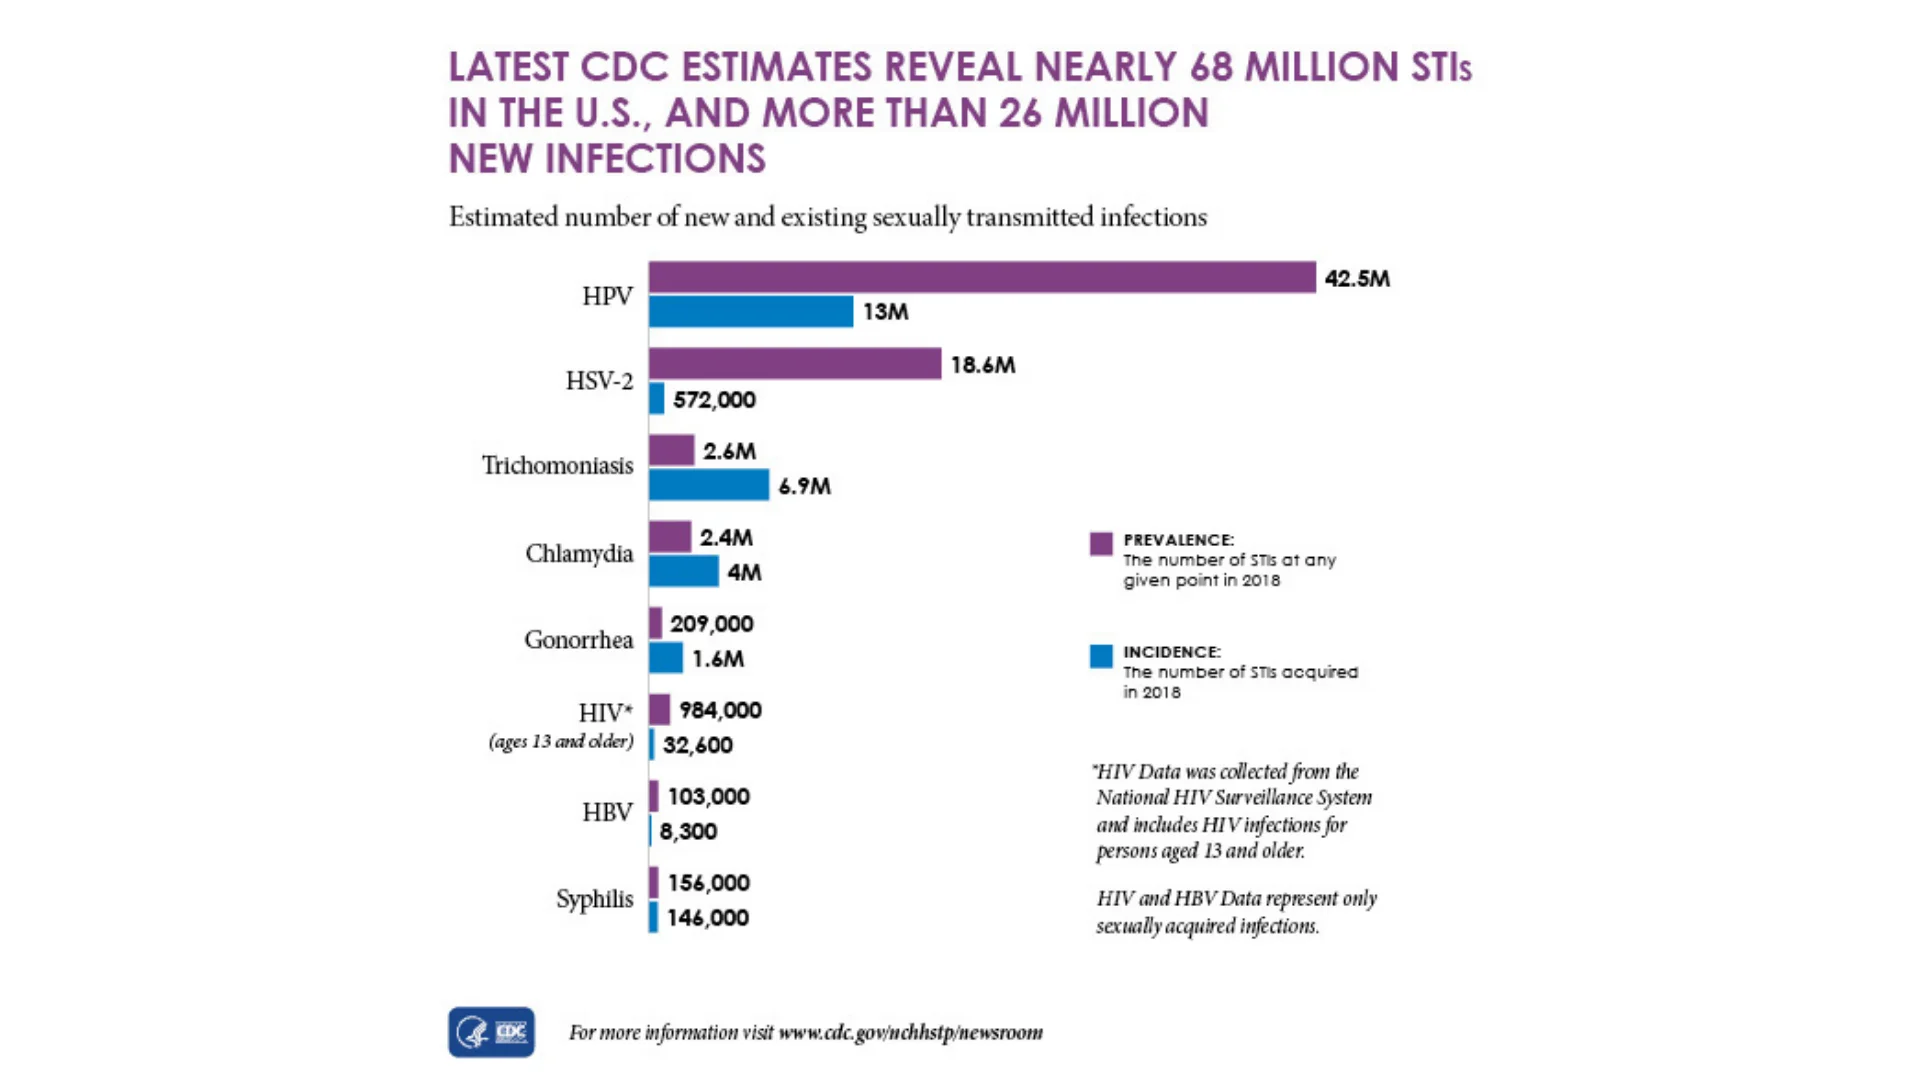 LATEST CDC ESTIMATES REVEAL NEARLY 68 MILLION STIs
IN THE U.S., AND MORE THAN 26 MILLION
NEW INFECTIONS
Estimated number of new and existing sexually transmitted infections
HPV
42.5M
13M
HSV-2
18.6M
572,000
Trichomoniasis
2.6M
6.9M
Chlamydia
2.4M
4M
Gonorrhea
209,000
1.6M
HIV*
(ages 13 and older)
984,000
32,600
HBV
103,000
8,300
Syphilis
156,000
146,000
PREVALENCE:
The number of STIs at any
given point in 2018
INCIDENCE:
The number of STIs acquired
in 2018
*HIV Data was collected from the
National HIV Surveillance System
and includes HIV infections for
persons aged 13 and older.
HIV and HBV Data represent only
sexually acquired infections.
CDC
For more information visit www.cdc.gov/nchhstp/newsroom